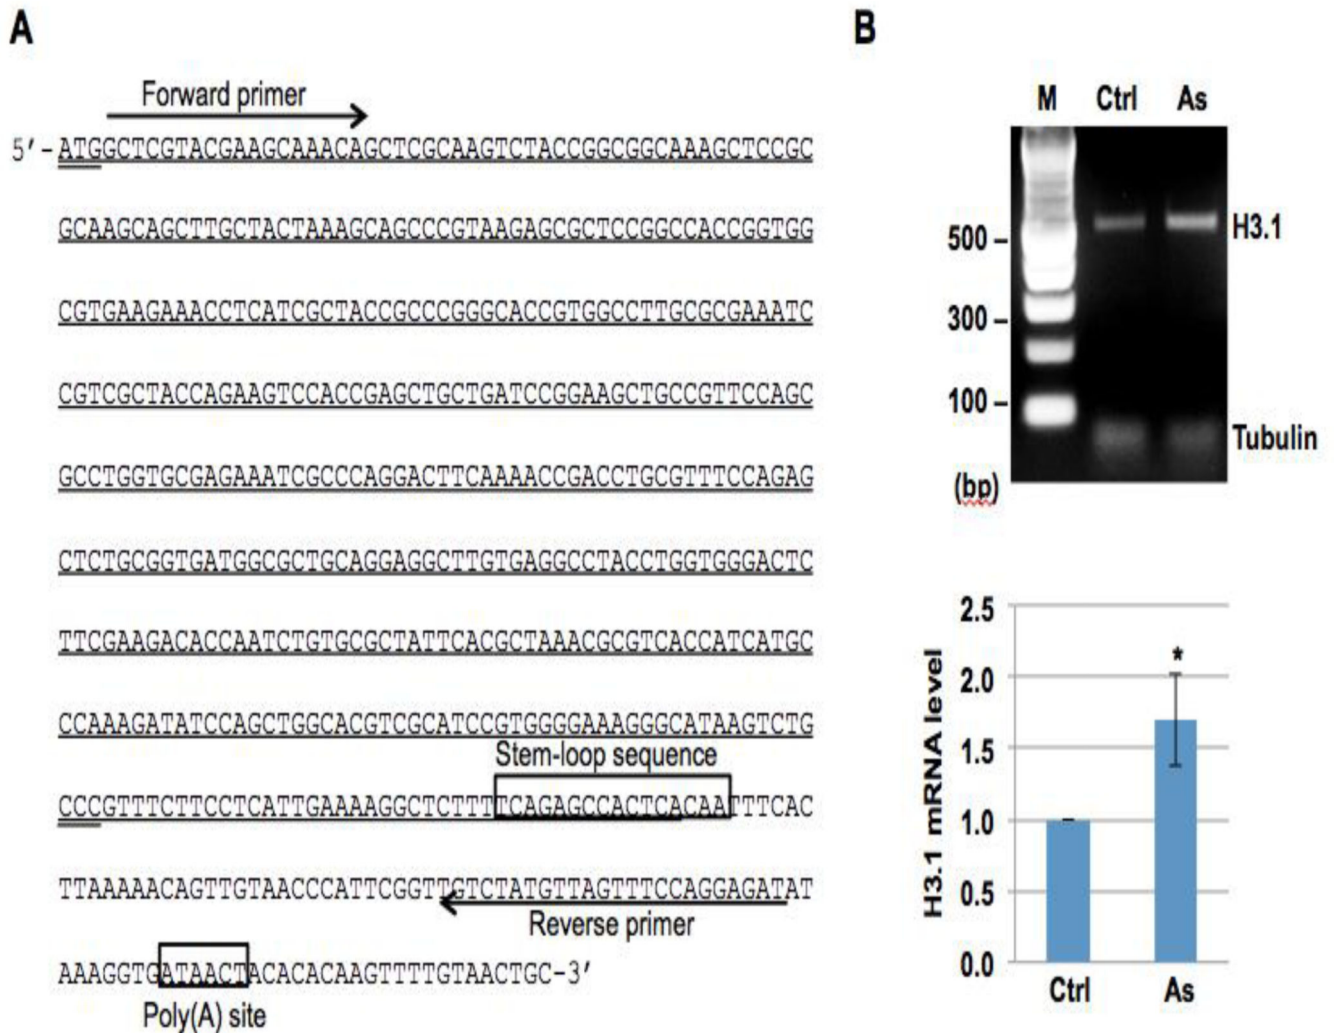 A
Forward primer
5'-ATGGCTCGTACGAAGCAAACAGCTCGCAAGTCTACCGGCGGCAAAGCTCCGC
GCAAGCAGCTTGCTACTAAAGCAGCCCGTAAGAGCGCTCCGGCCACCGGTGG
CGTGAAGAAACCTCATCGCTACCGCCCGGGCACCGTGGCCTTGCGCGAAATC
CGTCGCTACCAGAAGTCCACCGAGCTGCTGATCCGGAAGCTGCCGTTCCAGC
GCCTGGTGCGAGAAATCGCCCAGGACTTCAAAACCGACCTGCGTTTCCAGAG
CTCTGCGGTGATGGCGCTGCAGGAGGCTTGTGAGGCCTACCTGGTGGGACTC
TTCGAAGACACCAATCTGTGCGCTATTCACGCTAAACGCGTCACCATCATGC
CCAAAGATATCCAGCTGGCACGTCGCATCCGTGGGGAAAGGGCATAAGTCTG
Stem-loop sequence
CCCGTTTCTTCCTCATTGAAAAGGCTCTTTTCAGAGCCACTCACAATTTCAC
TTAAAAACAGTTGTAACCCATTCGGTTGTCTATGTTAGTTTCCAGGAGATAT
Reverse primer
AAAGGTGATAACTACACACAAGTTTTGTAACTGC-3'
Poly(A) site
B
M Ctrl As
500
H3.1
300
100
Tubulin
(bp)
2.5
*
2.0
1.5
1.0
0.5
0.0
H3.1 mRNA level
Ctrl As